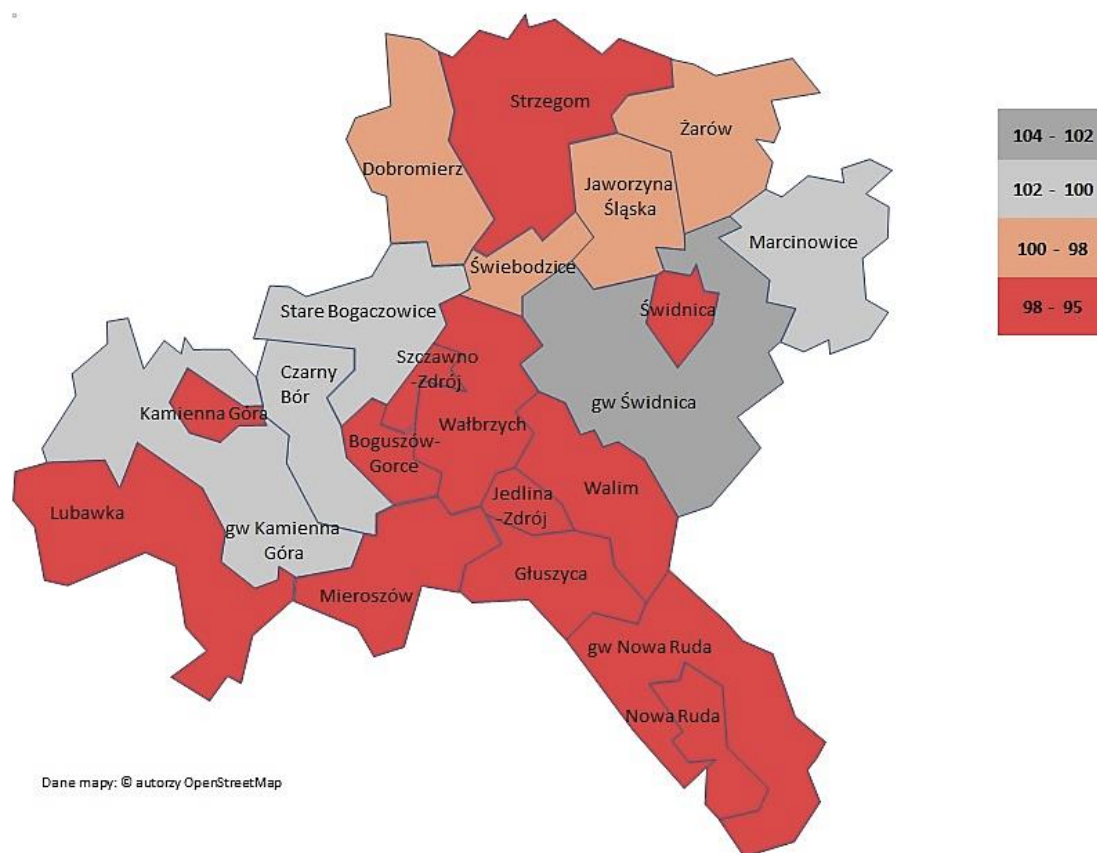 Strzegom
Żarów
Dobromierz
Jaworzyna
Śląska
Marcinowice
Świebodzice
Stare Bogaczowice
Świdnica
Szczawno
-Zdrój
Czarny
Bór
gw Świdnica
Kamienna Góra
Wałbrzych
Boguszów-
Gorce
Walim
Jedlina
-Zdrój
Lubawka
gw Kamienna
Góra
Głuszyca
Mieroszów
gw Nowa Ruda
Nowa Ruda
104 - 102
102 - 100
100 - 98
98 - 95
Dane mapy: © autorzy OpenStreetMap